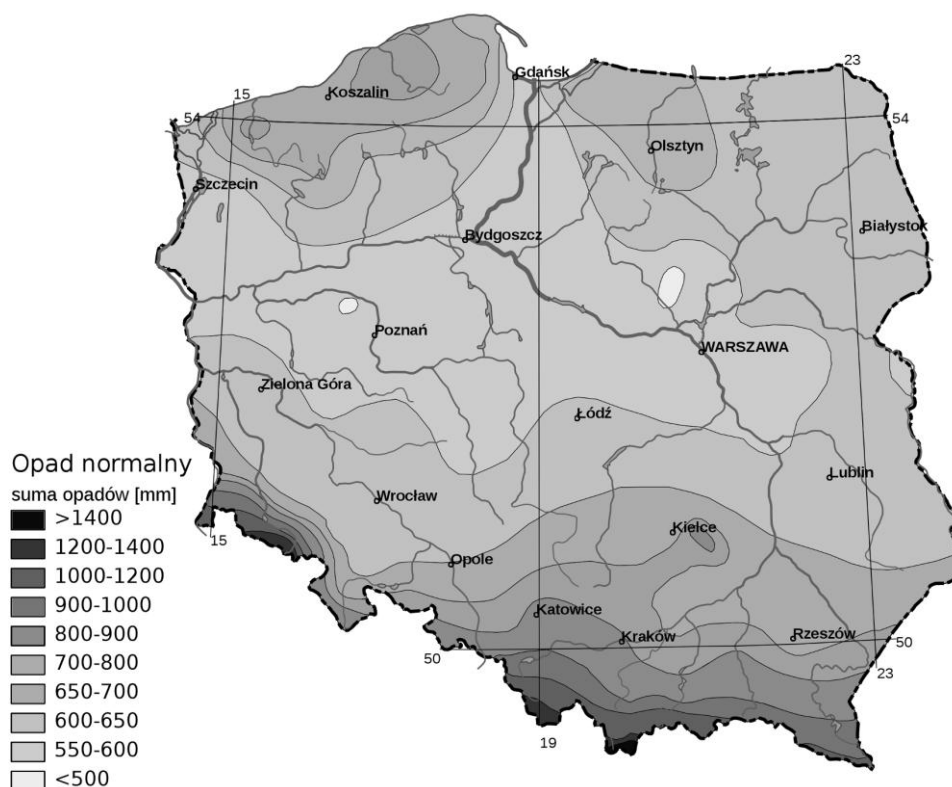 23
Gdańsk
15
Koszalin
54
54
Olsztyn
Szczecin
Białystok
Bydgoszcz
Poznań
WARSZAWA
Zielona Góra
Łódź
Lublin
Wrocław
Kielce
15
Opole
Katowice
Kraków
Rzeszów
50
50
23
19
Opad normalny
suma opadów [mm]
>1400
1200-1400
1000-1200
900-1000
800-900
700-800
650-700
600-650
550-600
<500